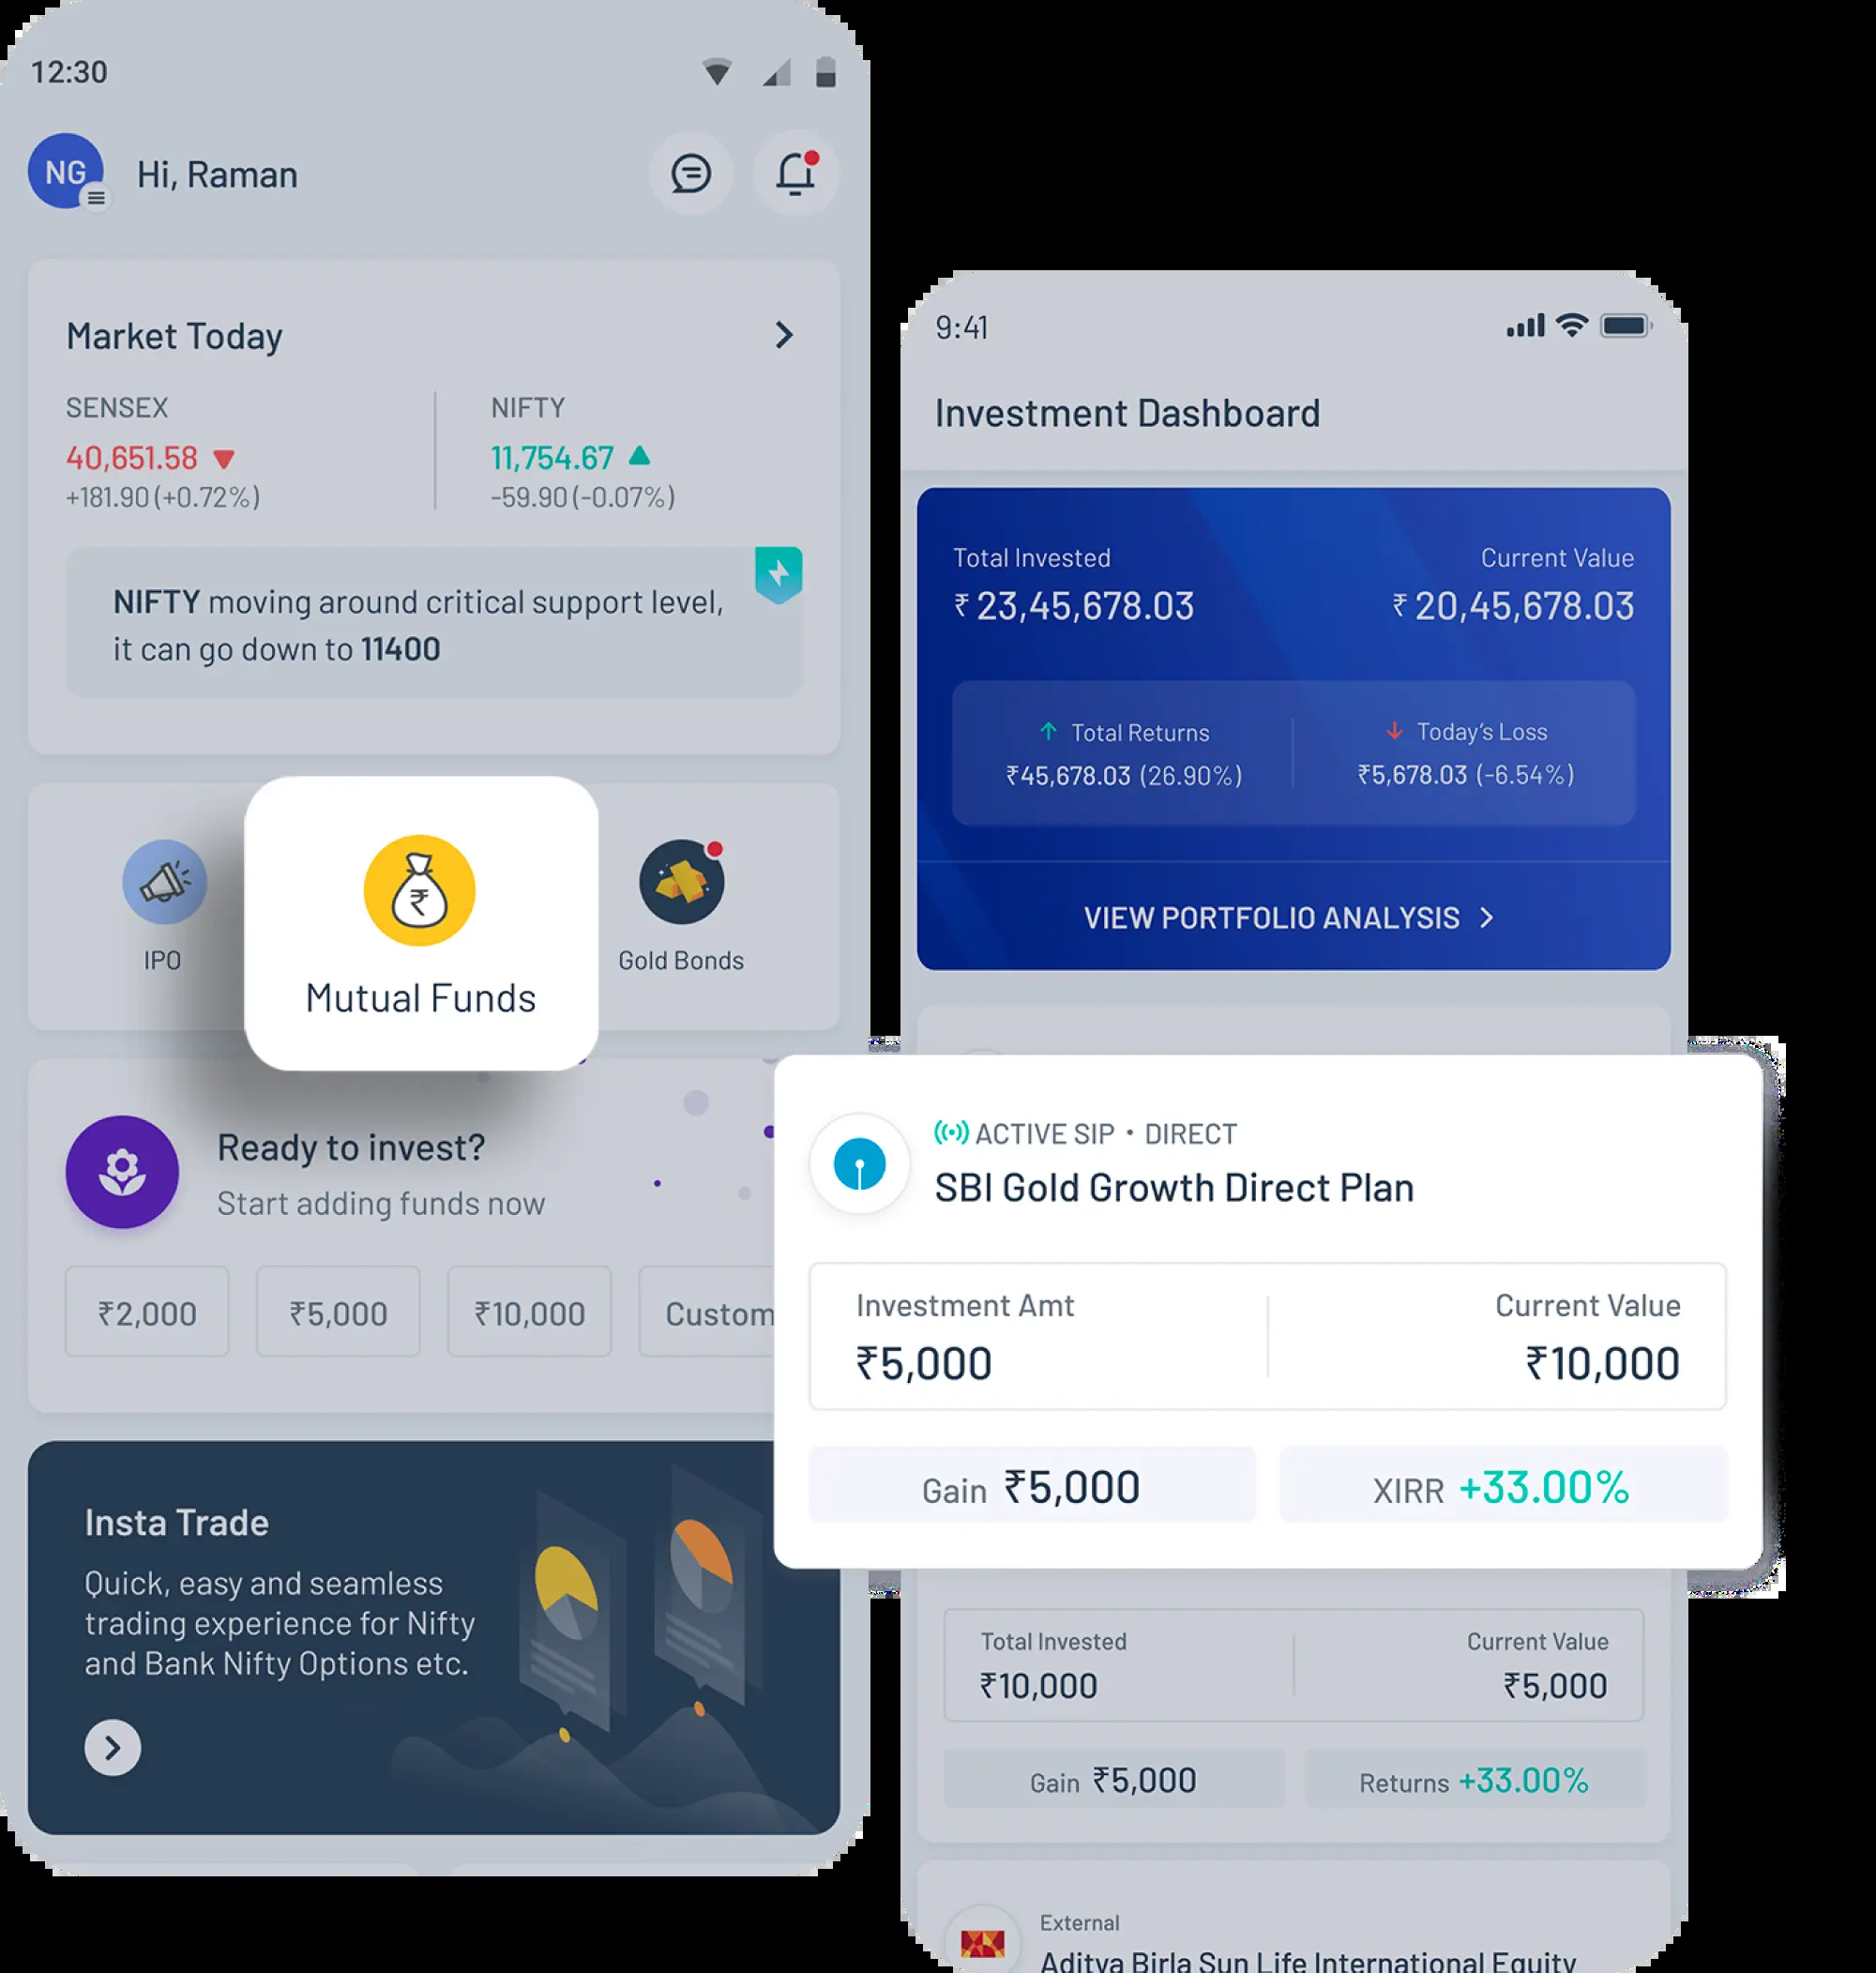 12:30
NG
Hi, Raman
Market Today
SENSEX
40,651.58
+181.90 (+0.72%)
NIFTY
11,754.67
-59.90 (-0.07%)
NIFTY moving around critical support level,
it can go down to 11400
IPO
₹
Mutual Funds
Gold Bonds
Ready to invest?
Start adding funds now
₹2,000
₹5,000
₹10,000
Custom
Insta Trade
Quick, easy and seamless
trading experience for Nifty
and Bank Nifty Options etc.
9:41
Investment Dashboard
Total Invested
₹ 23,45,678.03
Current Value
₹ 20,45,678.03
Total Returns
₹45,678.03 (26.90%)
Today's Loss
₹5,678.03 (-6.54%)
VIEW PORTFOLIO ANALYSIS
ACTIVE SIP • DIRECT
SBI Gold Growth Direct Plan
Investment Amt
₹5,000
Current Value
₹10,000
Gain ₹5,000
XIRR +33.00%
Total Invested
₹10,000
Current Value
₹5,000
Gain ₹5,000
Returns +33.00%
External
Aditya Birla Sun Life International Equity